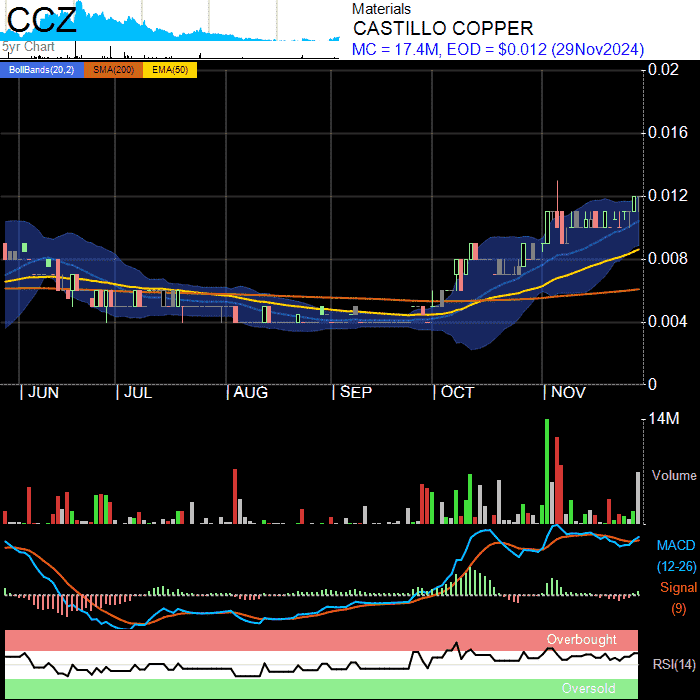 CCZ
5yr Chart
Materials
CASTILLO COPPER
MC = 17.4M, EOD = $0.012 (29Nov2024)
BollBands(20,2) SMA(200) EMA(50)
0.02
0.016
0.012
0.008
0.004
0
JUN JUL AUG SEP OCT NOV
14M
Volume
MACD
(12-26)
Signal
(9)
Overbought
RSI(14)
Oversold